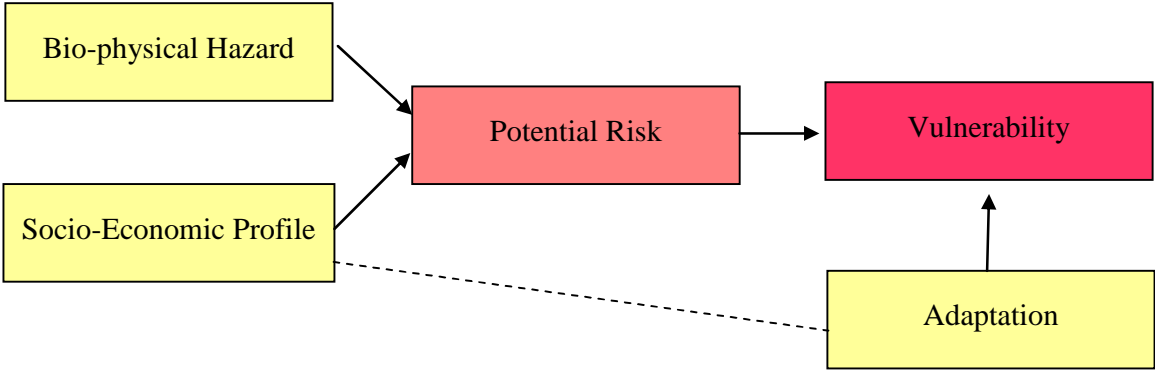 Bio-physical Hazard
Potential Risk
Vulnerability
Socio-Economic Profile
Adaptation